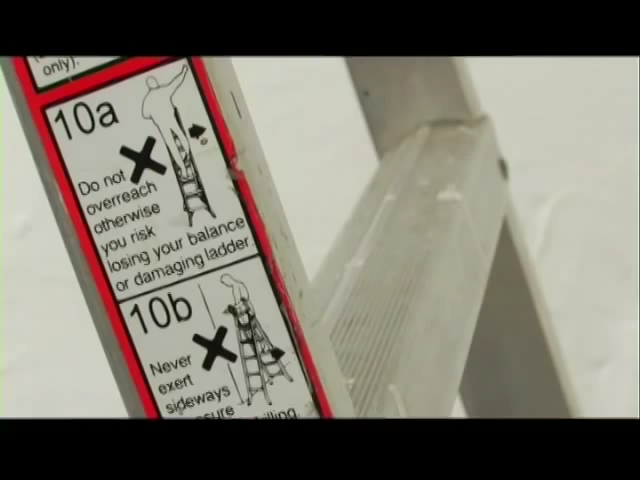 only).
10a
Do not
overreach
otherwise
you risk
losing your balance
or damaging ladder.
10b
Never
exert
sideways